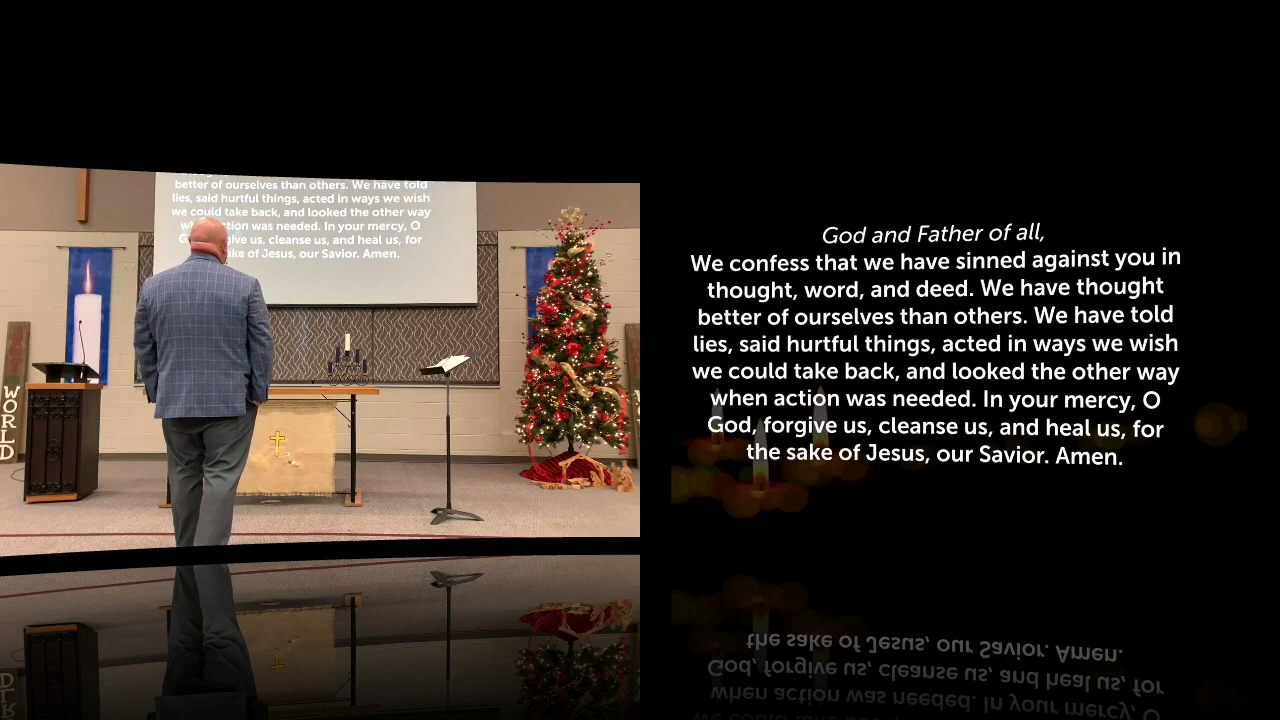 better of ourselves than others. We have told
lies, said hurtful things, acted in ways we wish
we could take back, and looked the other way
action was needed. In your mercy, O
give us, cleanse us, and heal us, for
sake of Jesus, our Savior. Amen.
WORLD
God and Father of all,
We confess that we have sinned against you in
thought, word, and deed. We have thought
better of ourselves than others. We have told
lies, said hurtful things, acted in ways we wish
we could take back, and looked the other way
when action was needed. In your mercy, O
God, forgive us, cleanse us, and heal us, for
the sake of Jesus, our Savior. Amen.